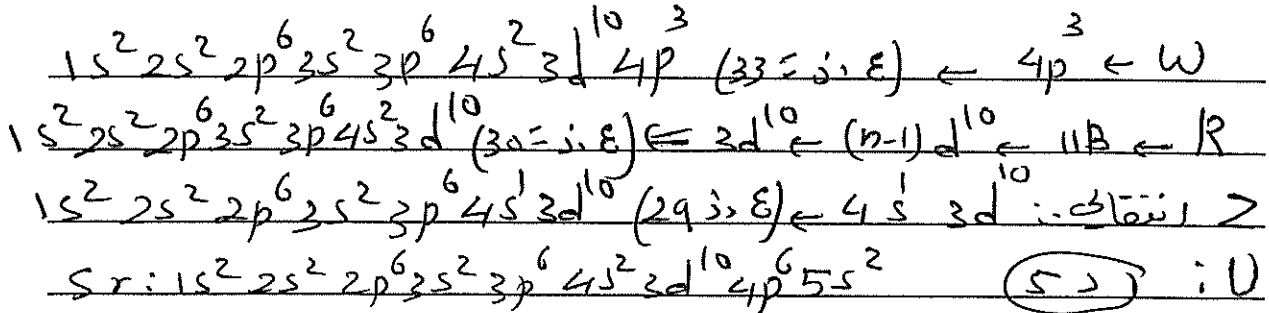 1s² 2s² 2p⁶ 3s² 3p⁶ 4s² 3d¹⁰ 4p³ (33 = ع.ذ) ← 4p³ ← W
1s² 2s² 2p⁶ 3s² 3p⁶ 4s² 3d¹⁰ (30 = ع.ذ) ⇐ 3d¹⁰ ← (n-1)d¹⁰ ← IIB ← R
1s² 2s² 2p⁶ 3s² 3p⁶ 4s¹ 3d¹⁰ (29 ع.ذ) ← 4s¹ 3d¹⁰ : انتقالي Z
Sr: 1s² 2s² 2p⁶ 3s² 3p⁶ 4s² 3d¹⁰ 4p⁶ 5s² : U